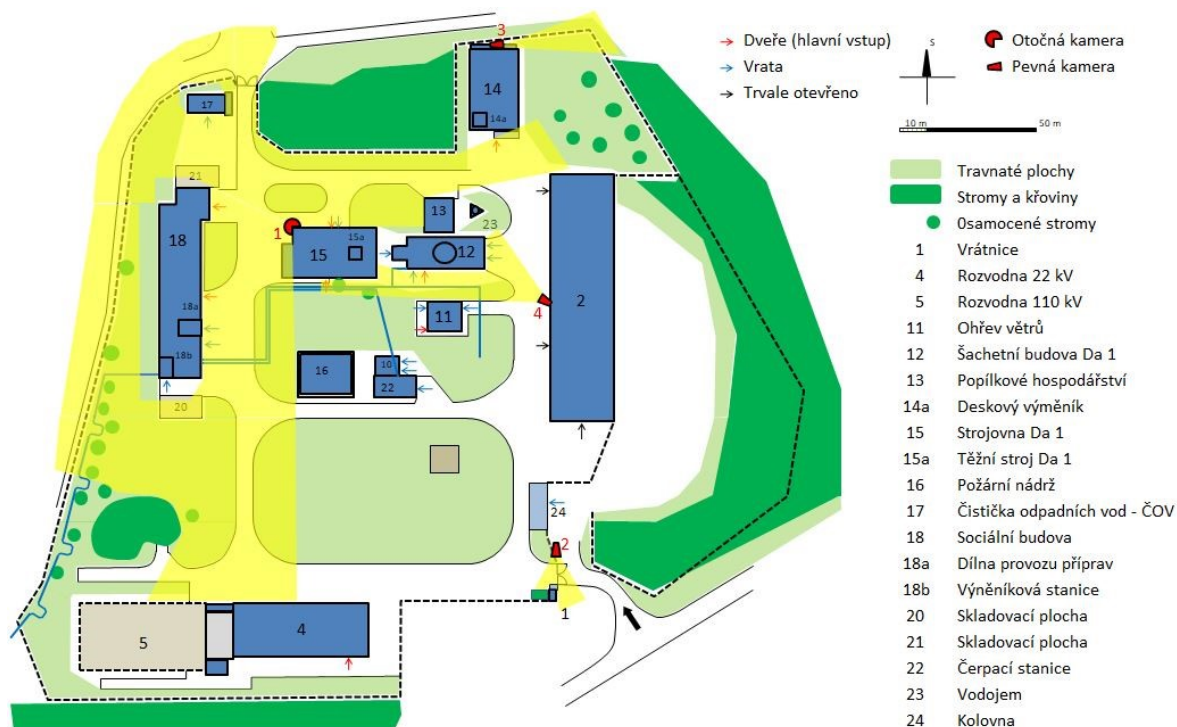 3
Dveře (hlavní vstup)
Vrata
Trvale otevřeno
S
Otočná kamera
Pevná kamera
10 m
50 m
14
14a
17
21
18
18a
18b
20
1
15
15a
13
23
12
11
4
2
10
16
22
24
2
1
5
4
Travnaté plochy
Stromy a křoviny
0samocené stromy
1 Vrátnice
4 Rozvodna 22 kV
5 Rozvodna 110 kV
11 Ohřev větrů
12 Šachetní budova Da 1
13 Popílkové hospodářství
14a Deskový výměník
15 Strojovna Da 1
15a Těžní stroj Da 1
16 Požární nádrž
17 Čistička odpadních vod - ČOV
18 Sociální budova
18a Dílna provozu příprav
18b Výněníková stanice
20 Skladovací plocha
21 Skladovací plocha
22 Čerpací stanice
23 Vodojem
24 Kolovna